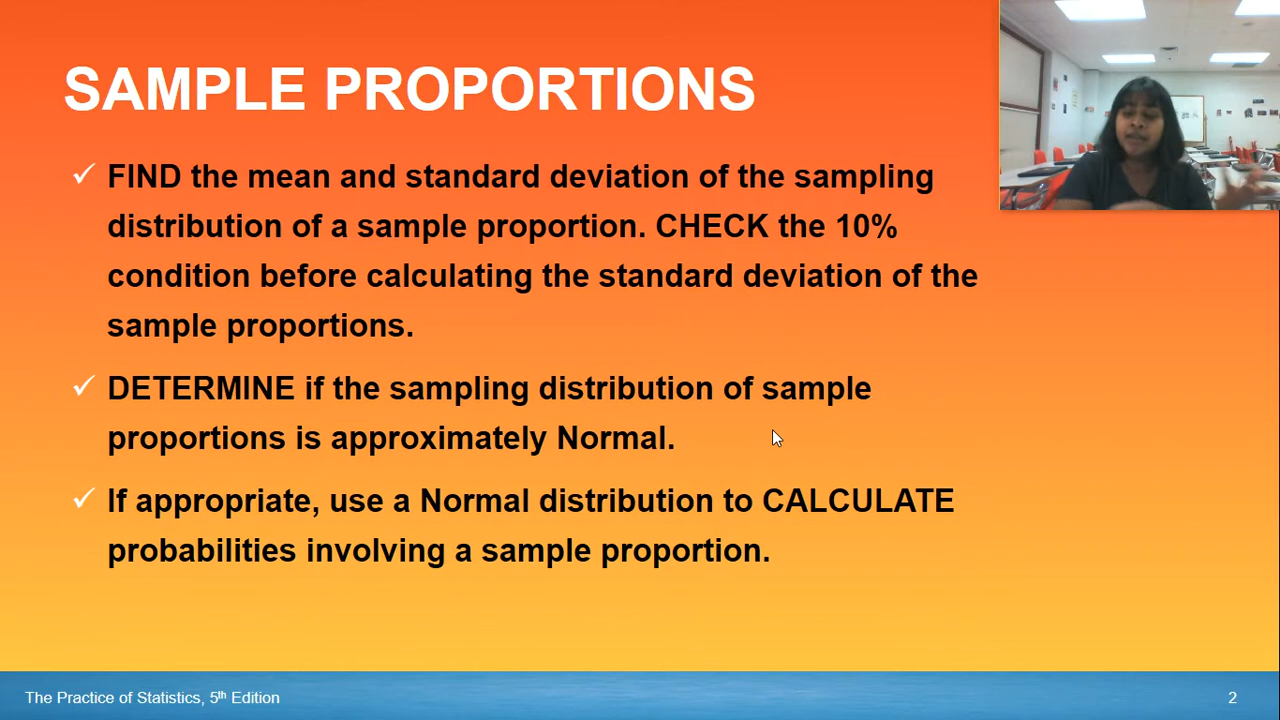 SAMPLE PROPORTIONS
✓ FIND the mean and standard deviation of the sampling
distribution of a sample proportion. CHECK the 10%
condition before calculating the standard deviation of the
sample proportions.
✓ DETERMINE if the sampling distribution of sample
proportions is approximately Normal.
✓ If appropriate, use a Normal distribution to CALCULATE
probabilities involving a sample proportion.
The Practice of Statistics, 5th Edition
2